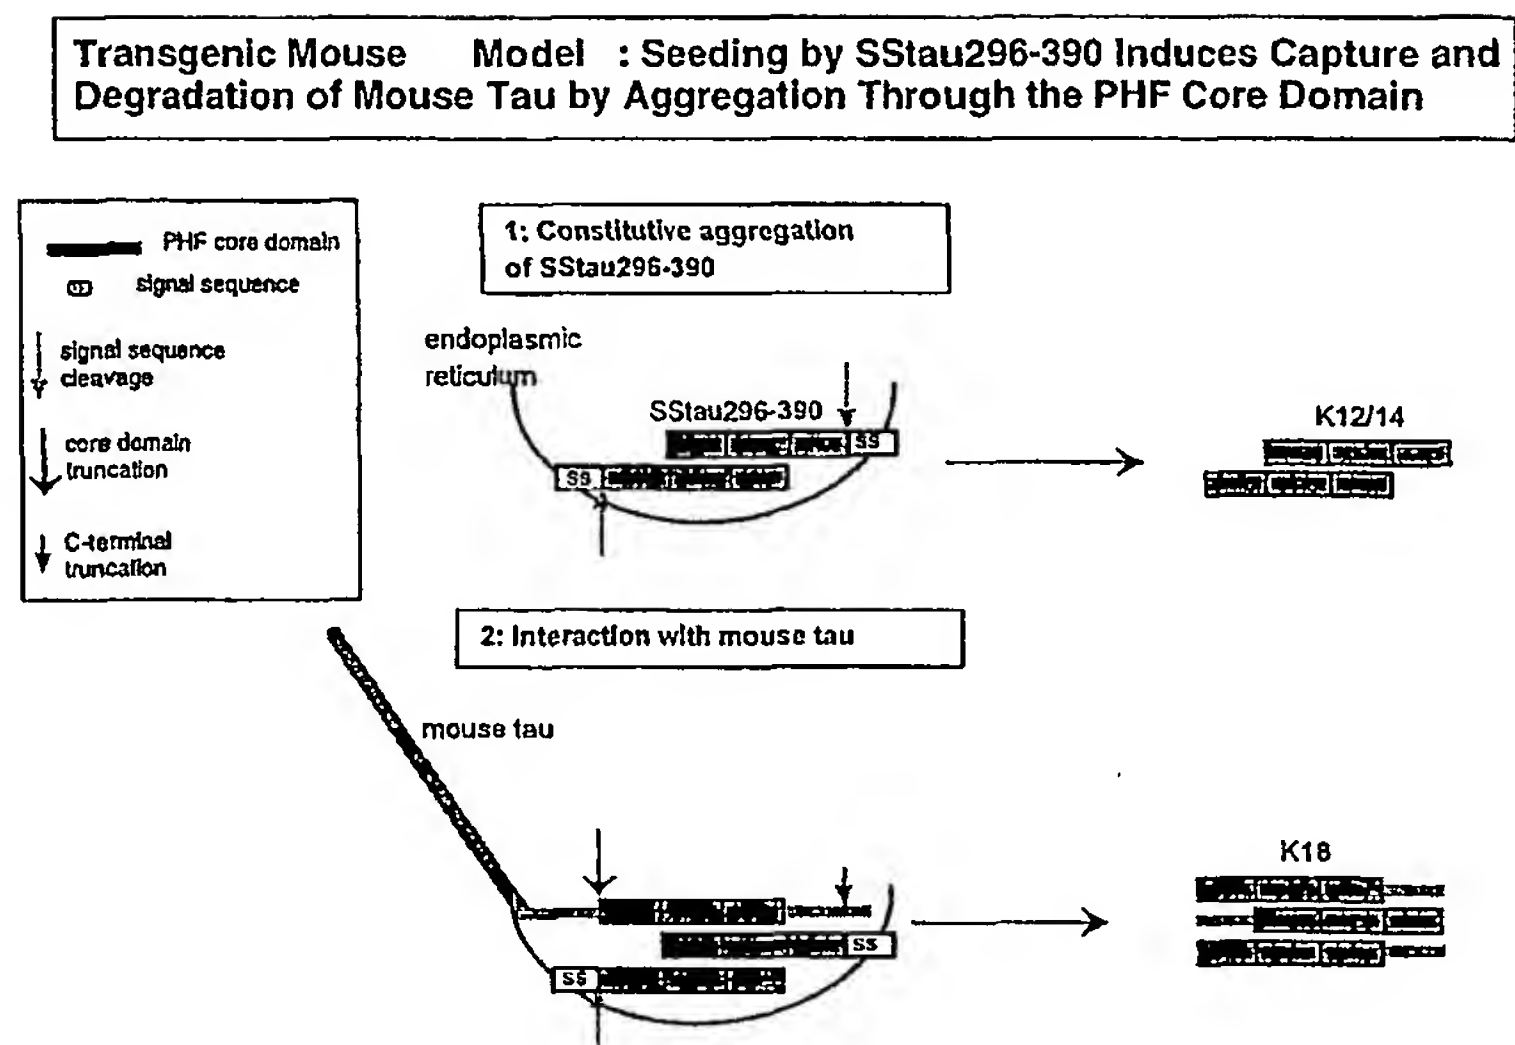 Transgenic Mouse Model : Seeding by SStau296-390 Induces Capture and
Degradation of Mouse Tau by Aggregation Through the PHF Core Domain
PHF core domain
signal sequence
signal sequence
cleavage
core domain
truncation
C-terminal
truncation
1: Constitutive aggregation
of SStau296-390
endoplasmic
reticulum
SStau296-390
SS
SS
K12/14
2: Interaction with mouse tau
mouse tau
SS
SS
K18